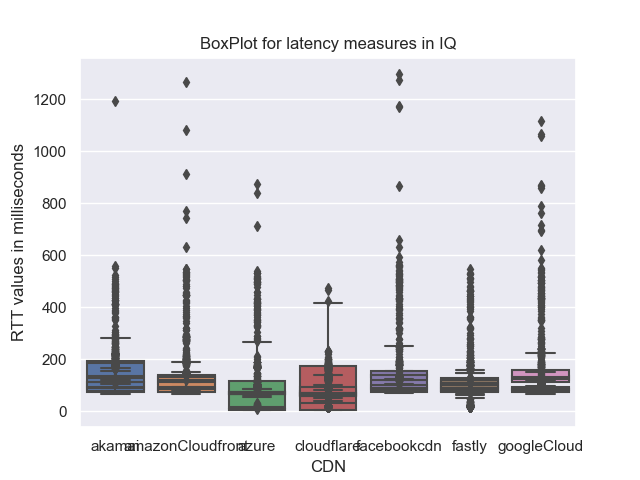 BoxPlot for latency measures in IQ
RTT values in milliseconds
1200
1000
800
600
400
200
0
akamai amazonCloudfront azure cloudflare facebookcdn fastly googleCloud
CDN